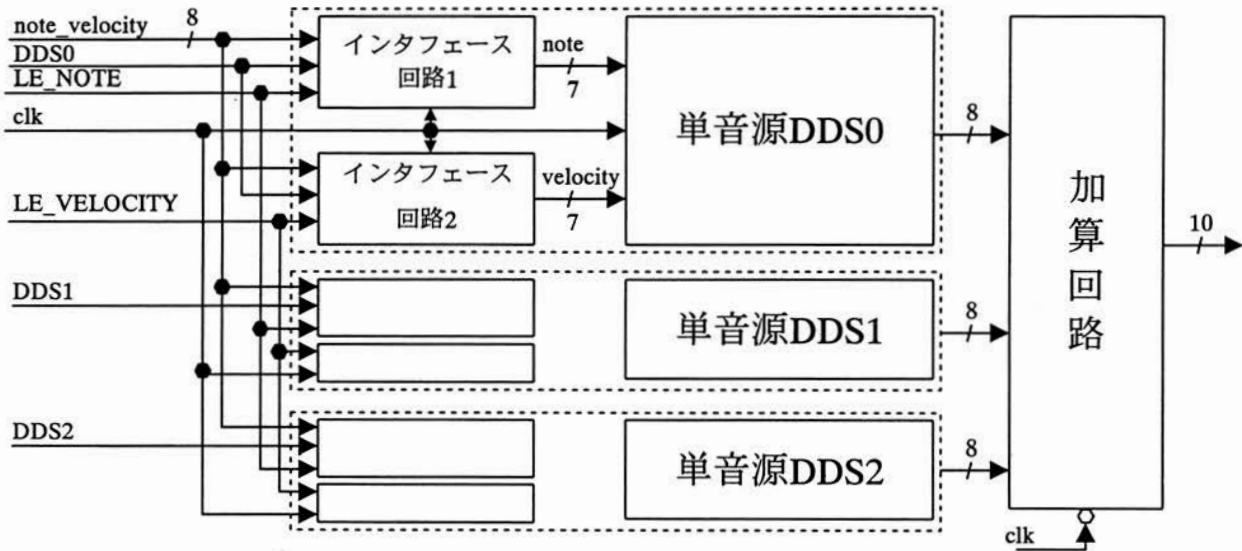 note_velocity
8
DDS0
LE_NOTE
clk
LE_VELOCITY
DDS1
DDS2
インタフェース
回路1
note
7
インタフェース
回路2
velocity
7
単音源DDS0
8
単音源DDS1
8
単音源DDS2
8
加算回路
10
clk